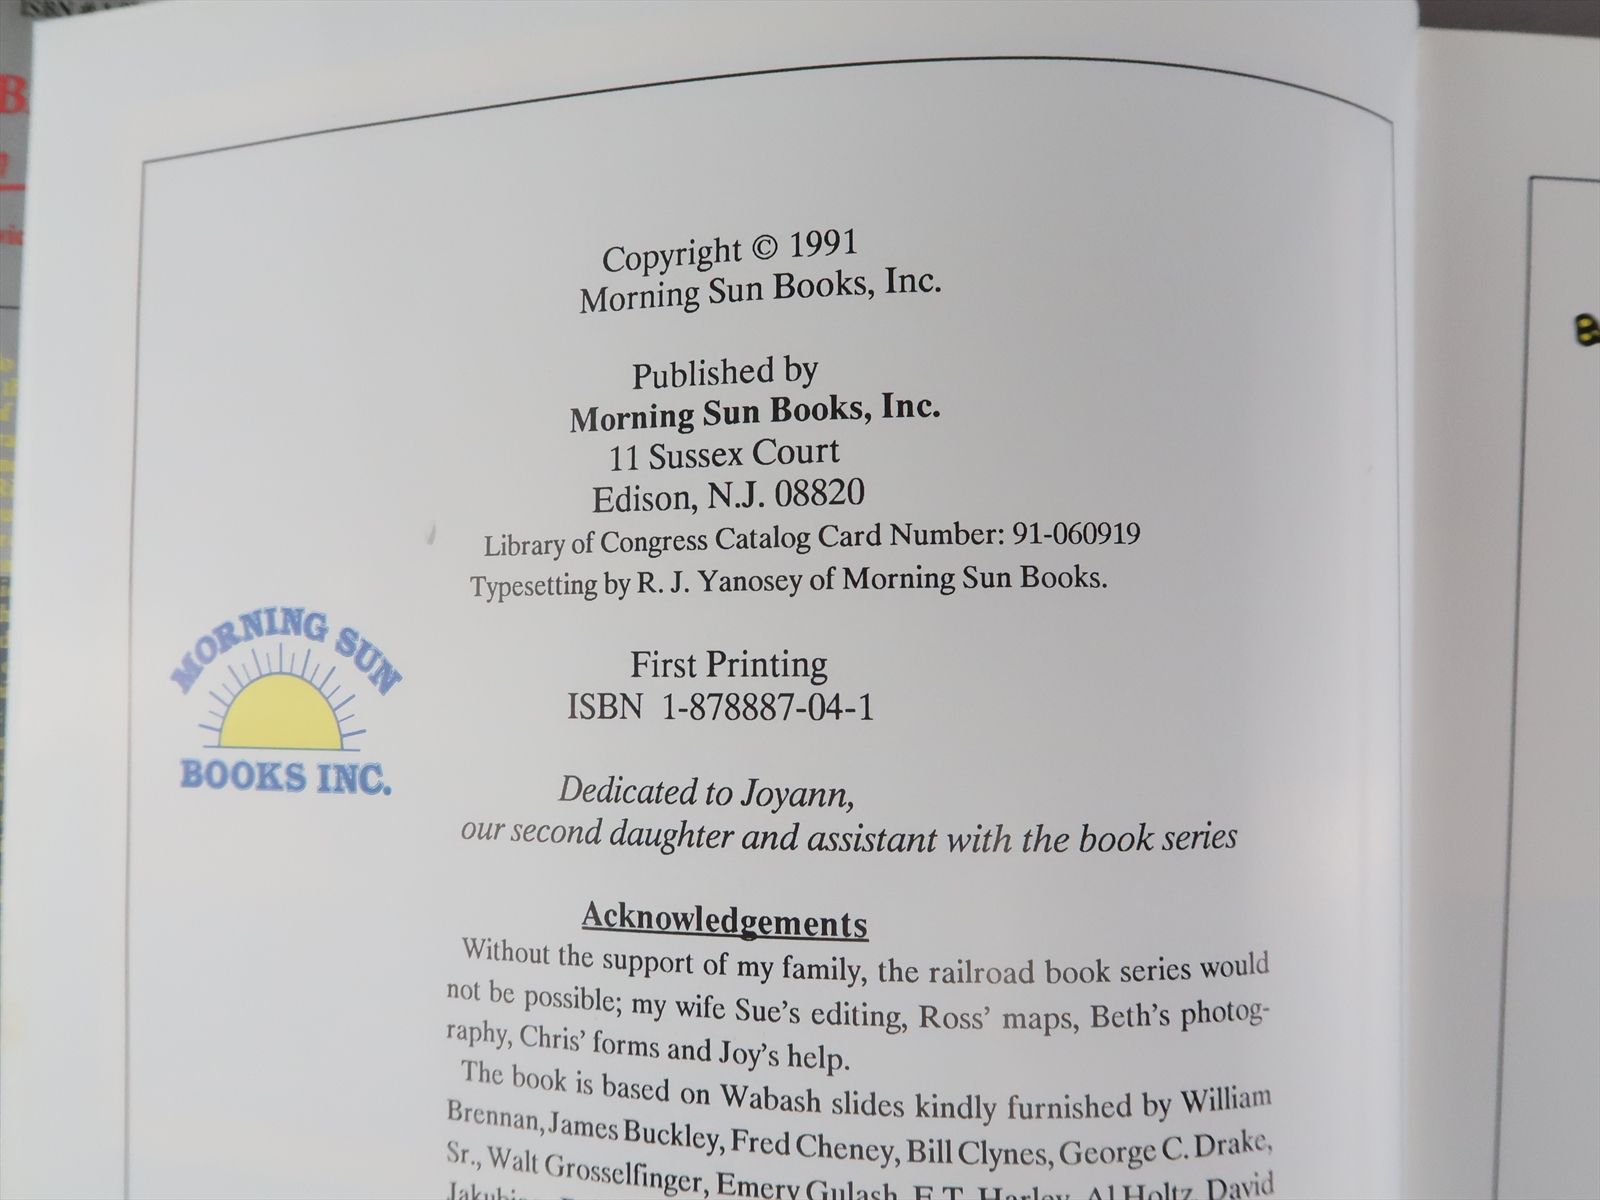 Copyright © 1991
Morning Sun Books, Inc.
Published by
Morning Sun Books, Inc.
11 Sussex Court
Edison, N.J. 08820
Library of Congress Catalog Card Number: 91-060919
Typesetting by R. J. Yanosey of Morning Sun Books.
MORNING SUN
BOOKS INC.
First Printing
ISBN 1-878887-04-1
Dedicated to Joyann,
our second daughter and assistant with the book series
Acknowledgements
Without the support of my family, the railroad book series would
not be possible; my wife Sue's editing, Ross' maps, Beth's photog-
raphy, Chris' forms and Joy's help.
The book is based on Wabash slides kindly furnished by William
Brennan, James Buckley, Fred Cheney, Bill Clynes, George C. Drake,
Sr., Walt Grosselfinger, Emery Gulash, E.T. Harley, Al Holtz, David